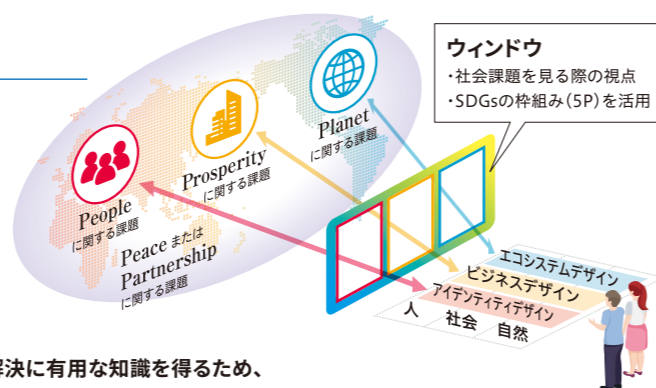 ウィンドウ
・社会課題を見る際の視点
・SDGsの枠組み（5P）を活用
Planet
に関する課題
Prosperity
に関する課題
People
に関する課題
Peace または
Partnership
に関する課題
エコシステムデザイン
ビジネスデザイン
アイデンティティデザイン
人 社会 自然
解決に有用な知識を得るため、